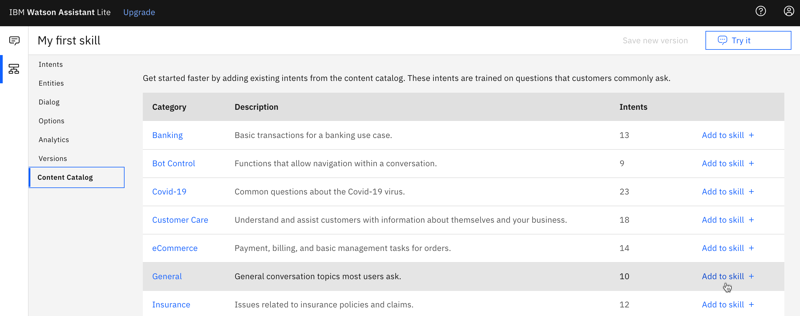 IBM Watson Assistant Lite Upgrade
My first skill Save new version Try it
Intents
Entities
Dialog
Options
Analytics
Versions
Content Catalog
Get started faster by adding existing intents from the content catalog. These intents are trained on questions that customers commonly ask.
Category Description Intents
Banking Basic transactions for a banking use case. 13 Add to skill +
Bot Control Functions that allow navigation within a conversation. 9 Add to skill +
Covid-19 Common questions about the Covid-19 virus. 23 Add to skill +
Customer Care Understand and assist customers with information about themselves and your business. 18 Add to skill +
eCommerce Payment, billing, and basic management tasks for orders. 14 Add to skill +
General General conversation topics most users ask. 10 Add to skill +
Insurance Issues related to insurance policies and claims. 12 Add to skill +